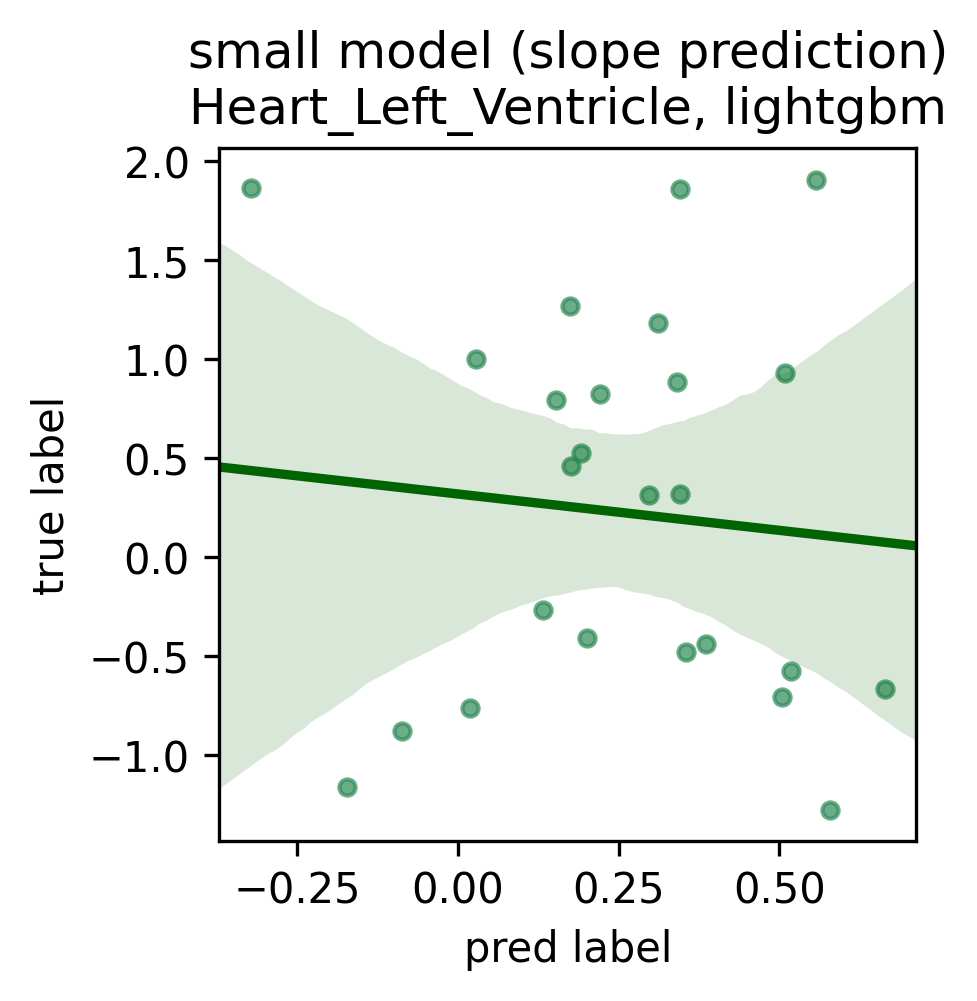 small model (slope prediction)
Heart_Left_Ventricle, lightgbm
2.0
1.5
1.0
0.5
0.0
−0.5
−1.0
true label
−0.25 0.00 0.25 0.50
pred label